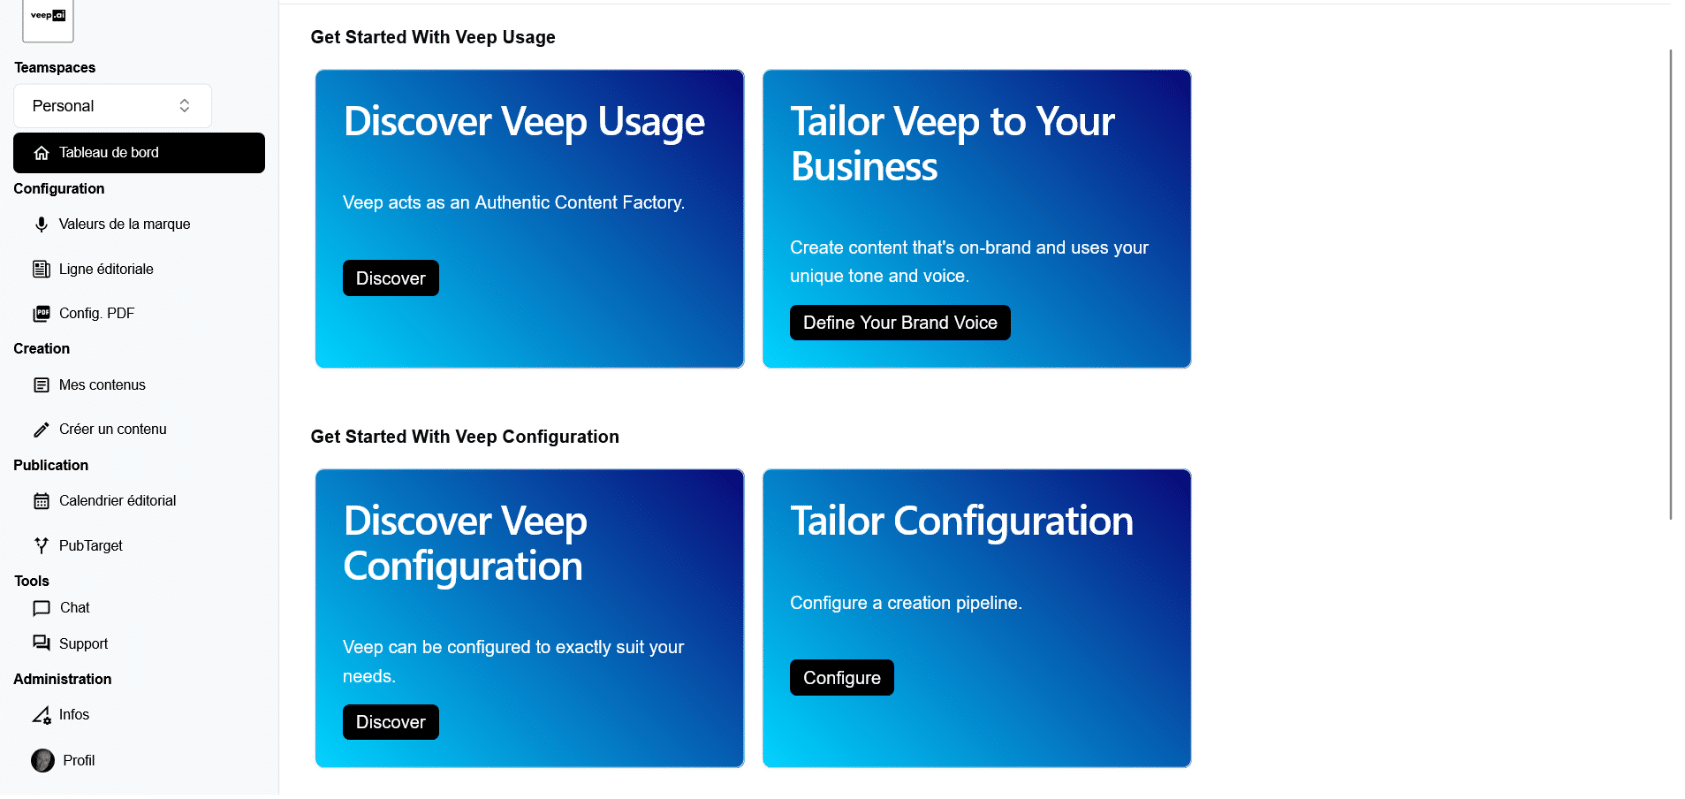 veep.ai
Teamspaces
Personal
Tableau de bord
Configuration
Valeurs de la marque
Ligne éditoriale
PDF
Config. PDF
Creation
Mes contenus
Créer un contenu
Publication
Calendrier éditorial
PubTarget
Tools
Chat
Support
Administration
Infos
Profil
Get Started With Veep Usage
Discover Veep Usage
Veep acts as an Authentic Content Factory.
Discover
Tailor Veep to Your
Business
Create content that's on-brand and uses your
unique tone and voice.
Define Your Brand Voice
Get Started With Veep Configuration
Discover Veep
Configuration
Veep can be configured to exactly suit your
needs.
Discover
Tailor Configuration
Configure a creation pipeline.
Configure